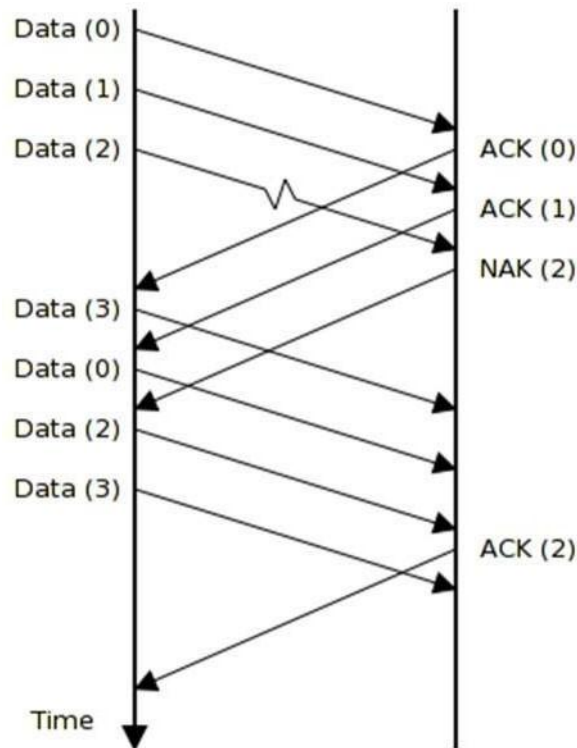 Data (0)
Data (1)
Data (2)
ACK (0)
ACK (1)
NAK (2)
Data (3)
Data (0)
Data (2)
Data (3)
ACK (2)
Time